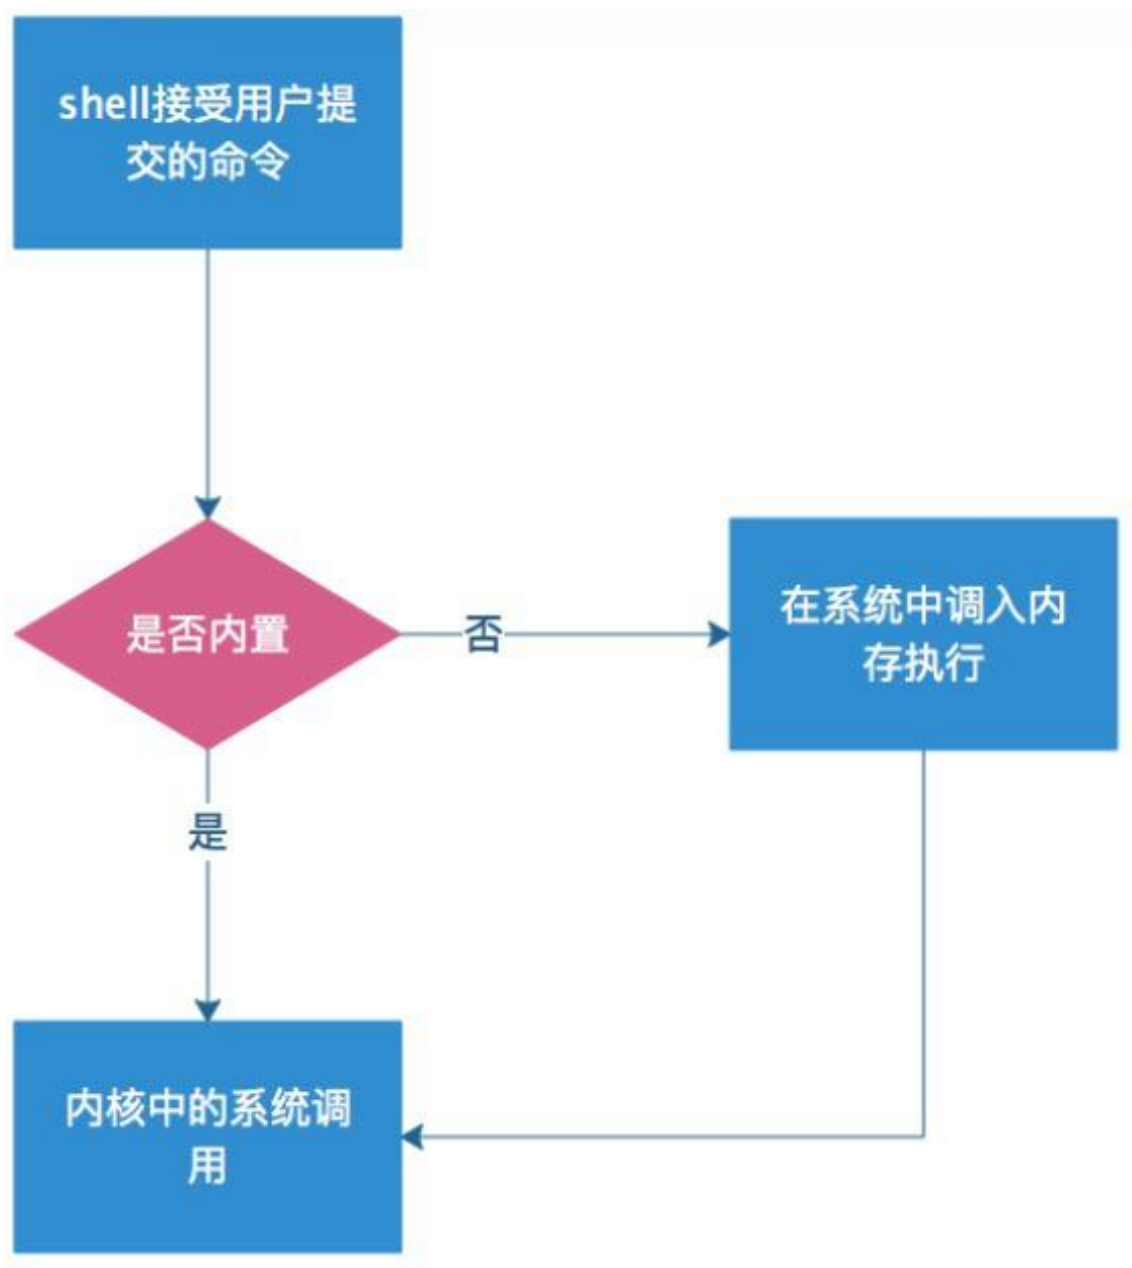 shell接受用户提
交的命令
是否内置
否
在系统中调入内
存执行
是
内核中的系统调
用